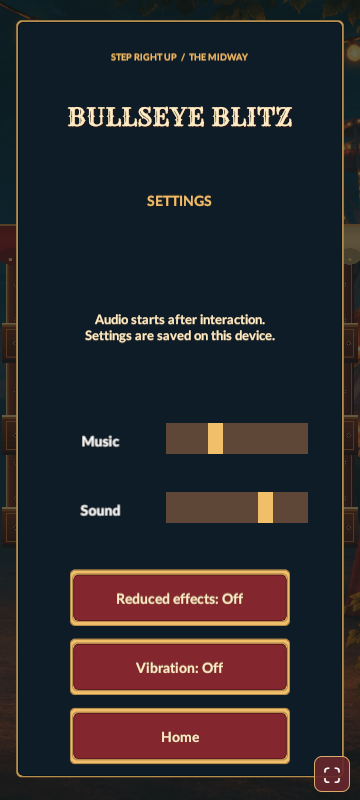 STEP RIGHT UP / THE MIDWAY
BULLSEYE BLITZ
SETTINGS
Audio starts after interaction.
Settings are saved on this device.
Music
Sound
Reduced effects: Off
Vibration: Off
Home